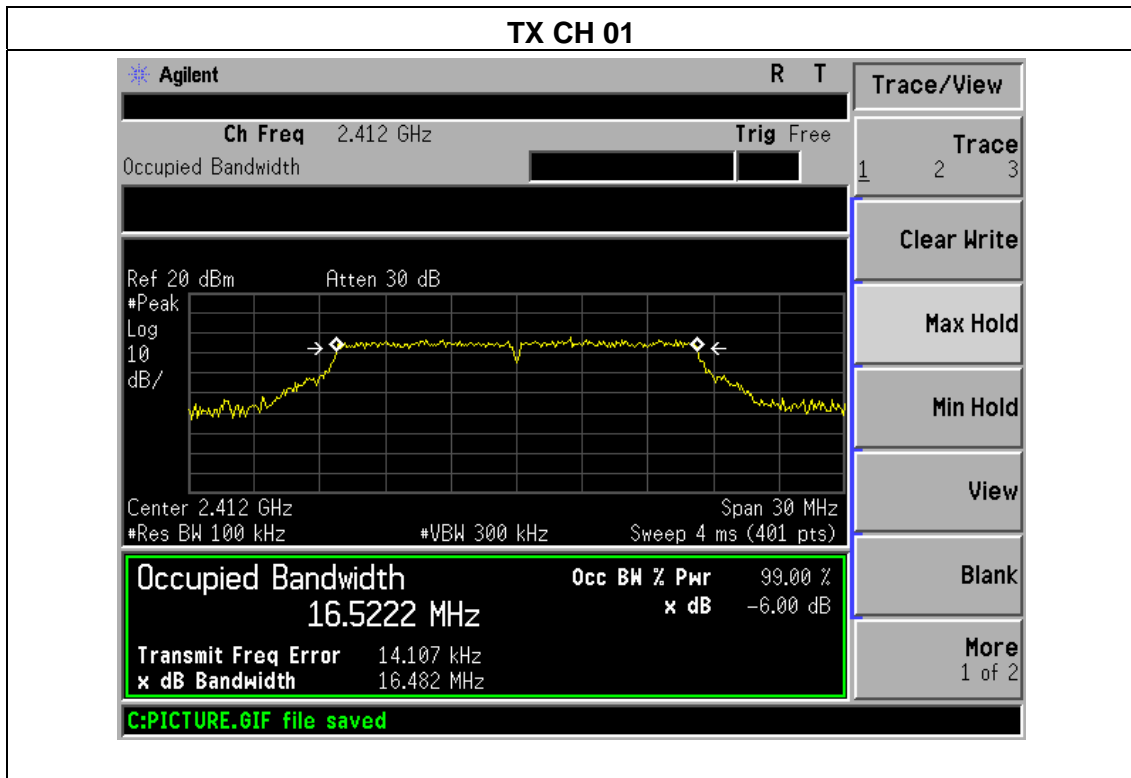 TX CH 01
Agilent R T
Ch Freq 2.412 GHz Trig Free
Occupied Bandwidth
Ref 20 dBm Atten 30 dB
#Peak
Log
10
dB/
Center 2.412 GHz Span 30 MHz
#Res BW 100 kHz #VBW 300 kHz Sweep 4 ms (401 pts)
Occupied Bandwidth Occ BW % Pwr 99.00 %
16.5222 MHz x dB -6.00 dB
Transmit Freq Error 14.107 kHz
x dB Bandwidth 16.482 MHz
C:PICTURE.GIF file saved
Trace/View
Trace
1 2 3
Clear Write
Max Hold
Min Hold
View
Blank
More
1 of 2